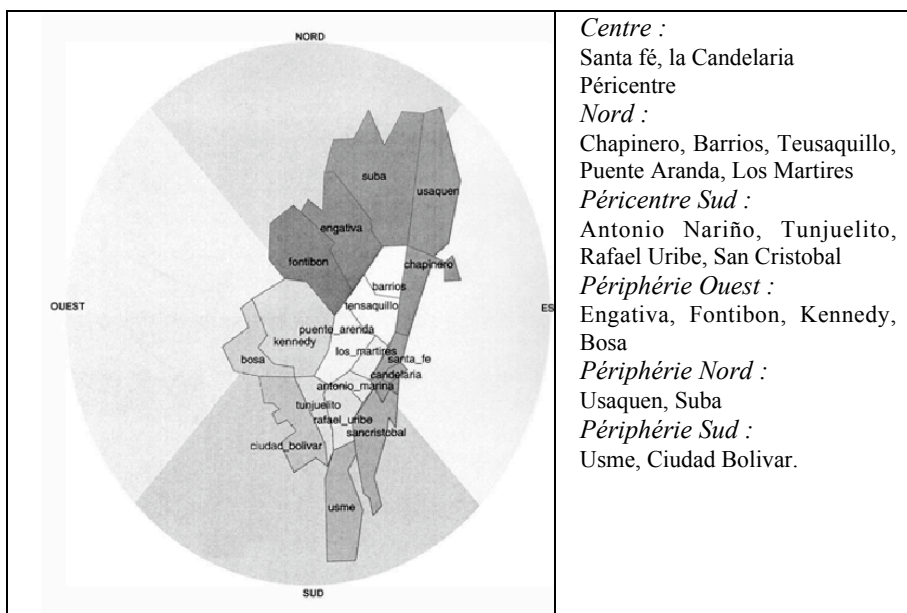 NORD
suba
usaquen
engativa
fontibon
chapinero
barrios
OUEST
ES
tensaquillo
puente_arenda
kennedy
los_martires
bosa
santa_fe
candelaria
antonio_marina
tunjuelito
rafael_uribe
sancristobal
ciudad_bolivar
usme
SUD
Centre :
Santa fé, la Candelaria
Péricentre
Nord :
Chapinero, Barrios, Teusaquillo,
Puente Aranda, Los Martires
Péricentre Sud :
Antonio Nariño, Tunjuelito,
Rafael Uribe, San Cristobal
Périphérie Ouest :
Engativa, Fontibon, Kennedy,
Bosa
Périphérie Nord :
Usaquen, Suba
Périphérie Sud :
Usme, Ciudad Bolivar.